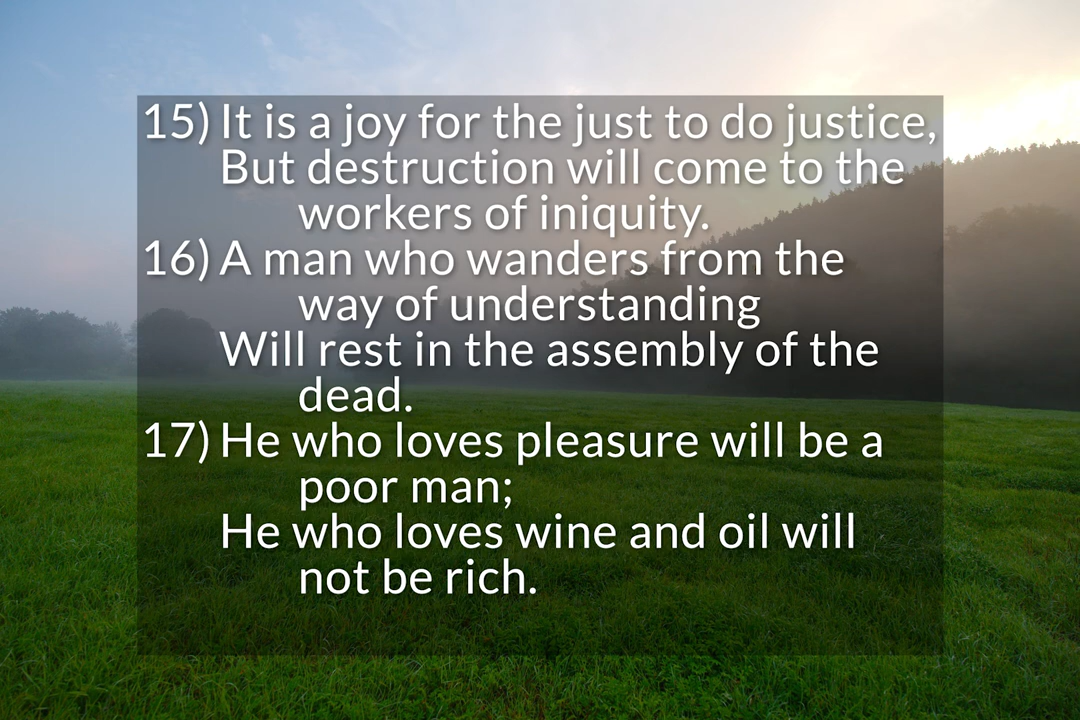 15) It is a joy for the just to do justice,
But destruction will come to the
workers of iniquity.
16) A man who wanders from the
way of understanding
Will rest in the assembly of the
dead.
17) He who loves pleasure will be a
poor man;
He who loves wine and oil will
not be rich.